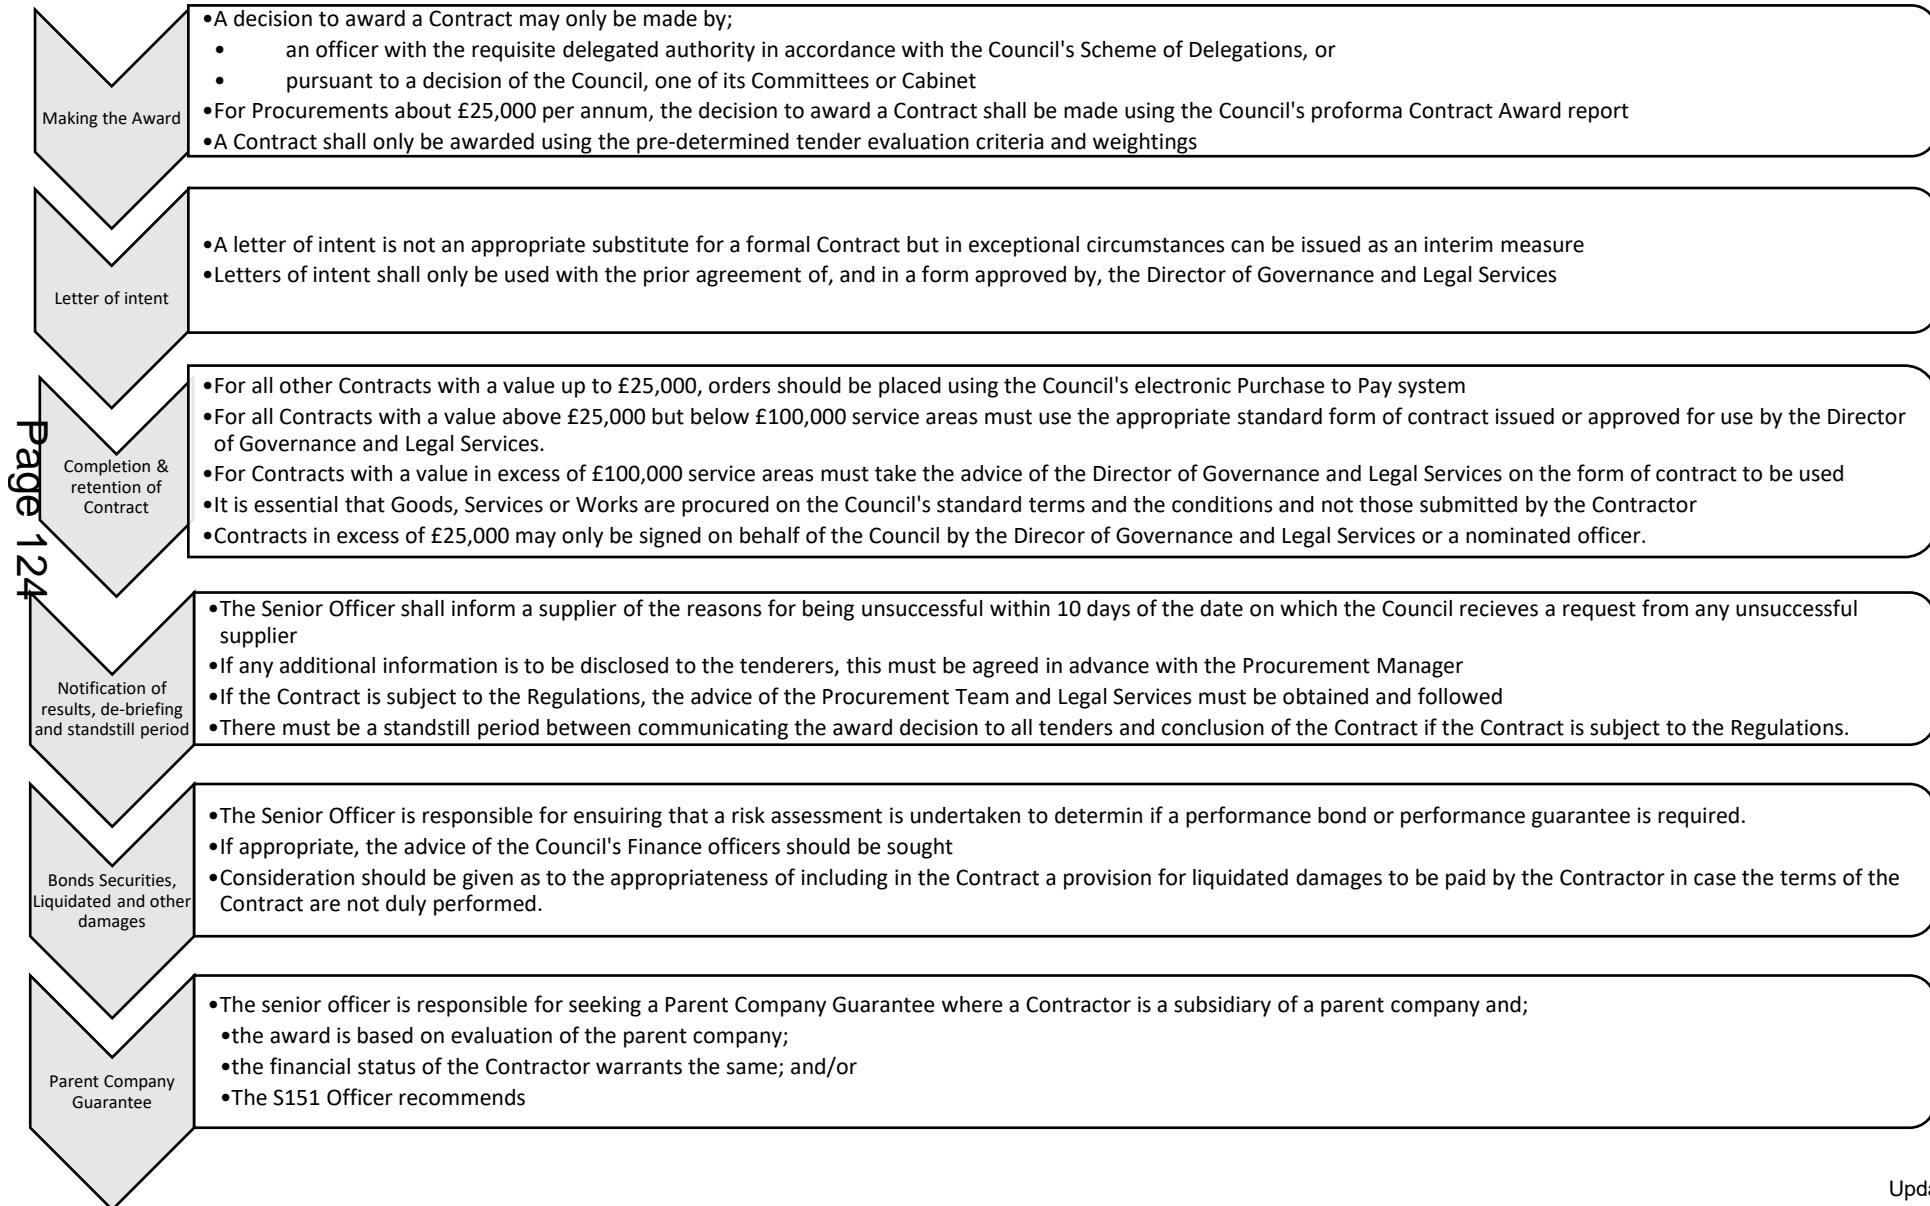 Making the Award
•A decision to award a Contract may only be made by;
• an officer with the requisite delegated authority in accordance with the Council's Scheme of Delegations, or
• pursuant to a decision of the Council, one of its Committees or Cabinet
•For Procurements about £25,000 per annum, the decision to award a Contract shall be made using the Council's proforma Contract Award report
•A Contract shall only be awarded using the pre-determined tender evaluation criteria and weightings
Letter of intent
•A letter of intent is not an appropriate substitute for a formal Contract but in exceptional circumstances can be issued as an interim measure
•Letters of intent shall only be used with the prior agreement of, and in a form approved by, the Director of Governance and Legal Services
Page 124
Completion &
retention of
Contract
•For all other Contracts with a value up to £25,000, orders should be placed using the Council's electronic Purchase to Pay system
•For all Contracts with a value above £25,000 but below £100,000 service areas must use the appropriate standard form of contract issued or approved for use by the Director
of Governance and Legal Services.
•For Contracts with a value in excess of £100,000 service areas must take the advice of the Director of Governance and Legal Services on the form of contract to be used
•It is essential that Goods, Services or Works are procured on the Council's standard terms and the conditions and not those submitted by the Contractor
•Contracts in excess of £25,000 may only be signed on behalf of the Council by the Direcor of Governance and Legal Services or a nominated officer.
Notification of
results, de-briefing
and standstill period
•The Senior Officer shall inform a supplier of the reasons for being unsuccessful within 10 days of the date on which the Council recieves a request from any unsuccessful
supplier
•If any additional information is to be disclosed to the tenderers, this must be agreed in advance with the Procurement Manager
•If the Contract is subject to the Regulations, the advice of the Procurement Team and Legal Services must be obtained and followed
•There must be a standstill period between communicating the award decision to all tenders and conclusion of the Contract if the Contract is subject to the Regulations.
Bonds Securities,
Liquidated and other
damages
•The Senior Officer is responsible for ensuiring that a risk assessment is undertaken to determin if a performance bond or performance guarantee is required.
•If appropriate, the advice of the Council's Finance officers should be sought
•Consideration should be given as to the appropriateness of including in the Contract a provision for liquidated damages to be paid by the Contractor in case the terms of the
Contract are not duly performed.
Parent Company
Guarantee
•The senior officer is responsible for seeking a Parent Company Guarantee where a Contractor is a subsidiary of a parent company and;
•the award is based on evaluation of the parent company;
•the financial status of the Contractor warrants the same; and/or
•The S151 Officer recommends
Upda